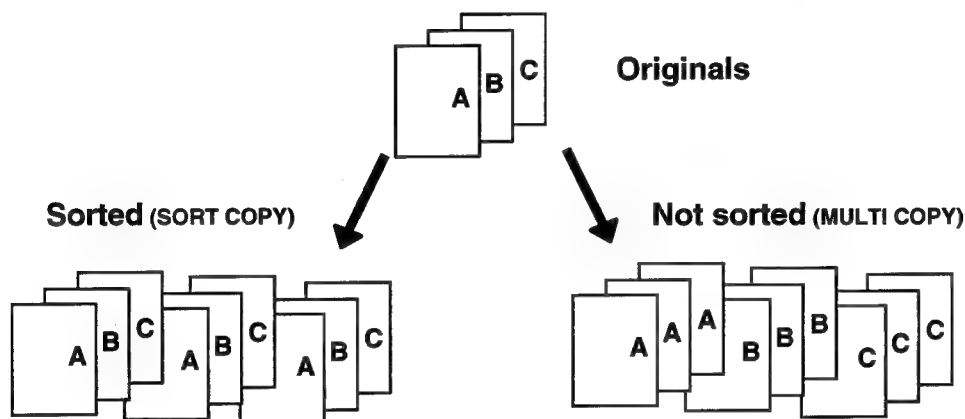 A B C
Originals
Sorted (SORT COPY)
Not sorted (MULTI COPY)
A B C A B C A B C
A A A B B B C C C